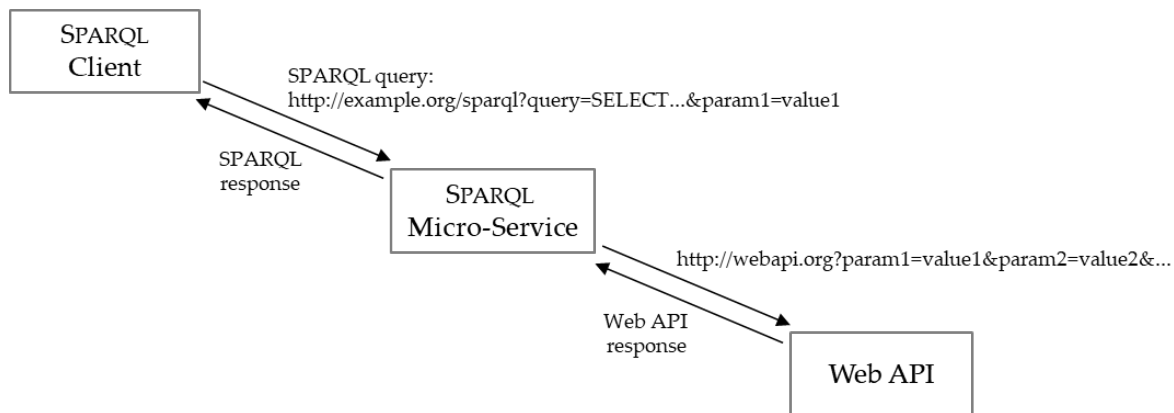 SPARQL
Client
SPARQL query:
http://example.org/sparql?query=SELECT...&param1=value1
SPARQL
response
SPARQL
Micro-Service
http://webapi.org?param1=value1&param2=value2&...
Web API
response
Web API